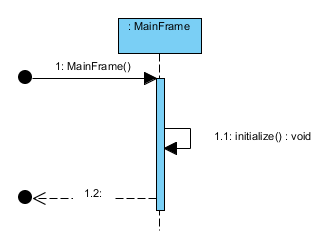 : MainFrame
1: MainFrame()
1.1: initialize() : void
1.2: